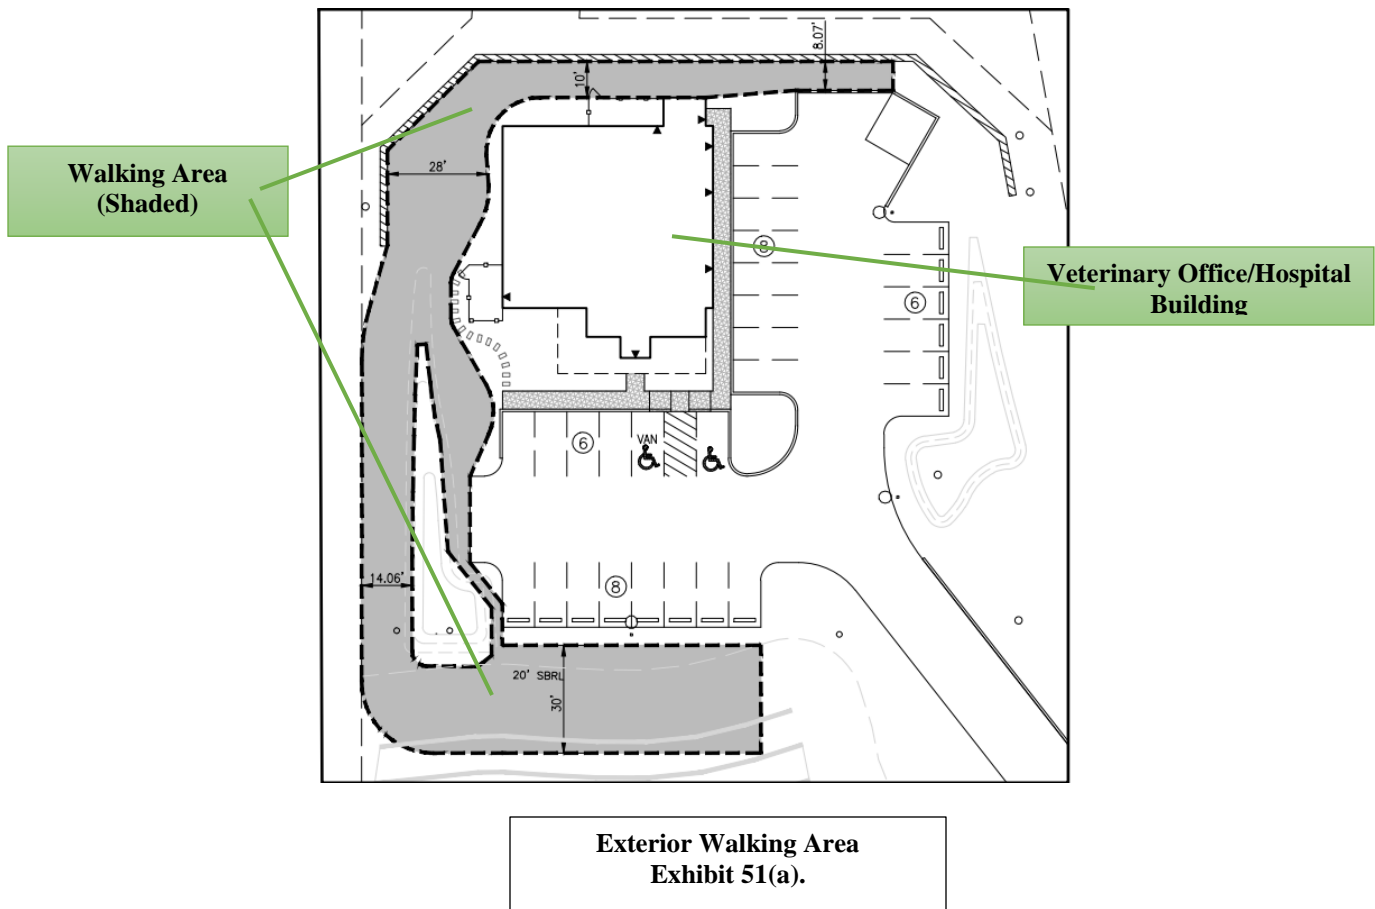 8.07'
10'
Walking Area
(Shaded)
28'
8
Veterinary Office/Hospital
Building
6
6
VAN
14.06'
8
20' SBRL
30'
Exterior Walking Area
Exhibit 51(a).